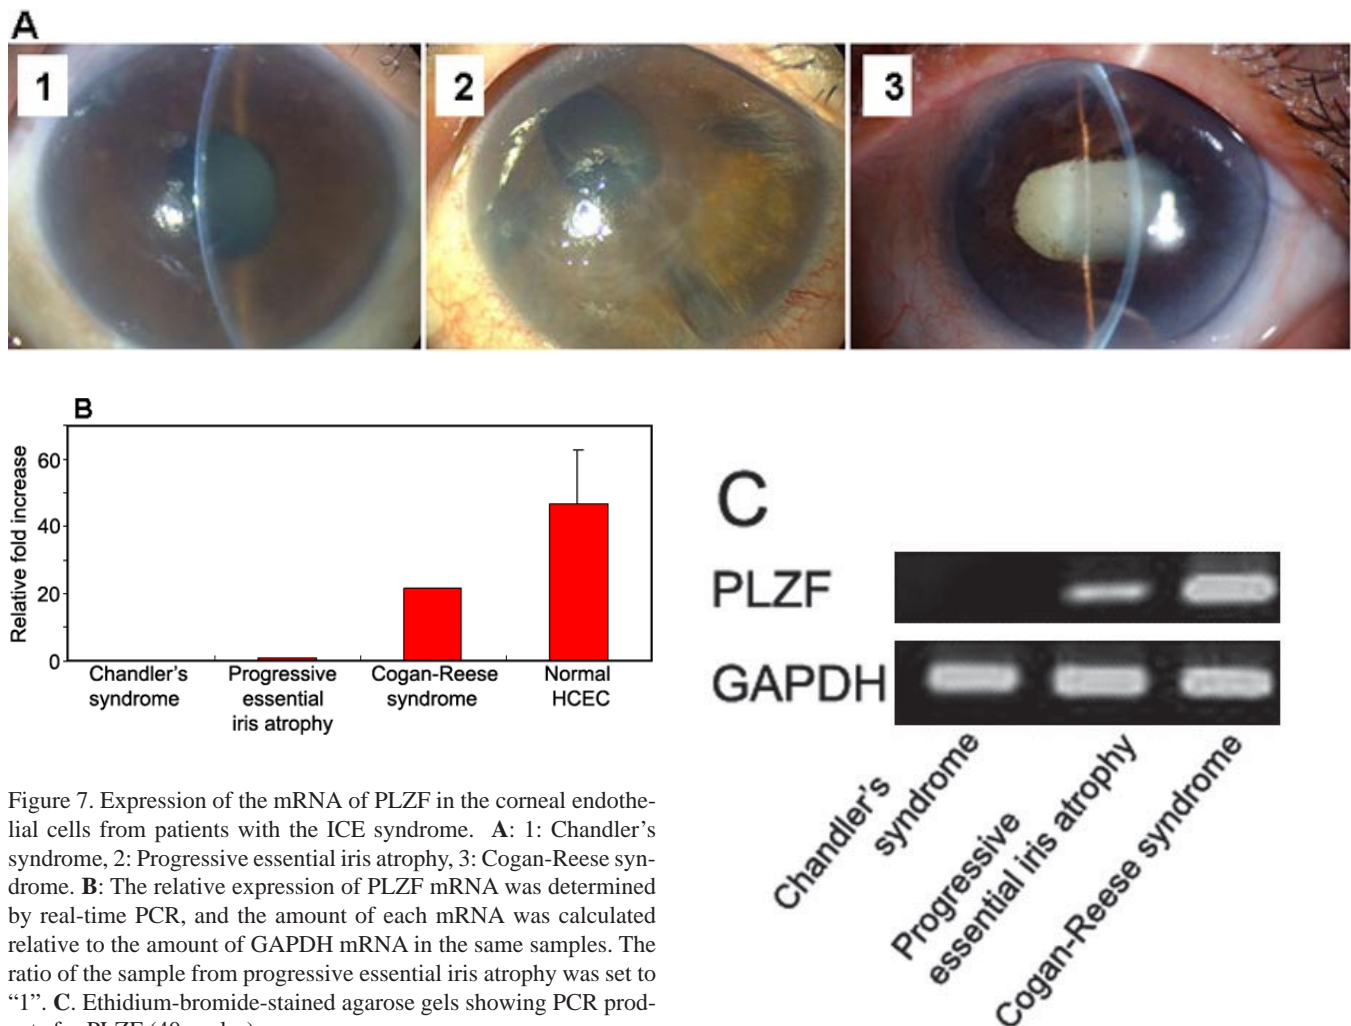 A
1
2
3
B
Relative fold increase
60
40
20
0
Chandler's
syndrome
Progressive
essential
iris atrophy
Cogan-Reese
syndrome
Normal
HCEC
C
PLZF
GAPDH
Chandler's
syndrome
Progressive
essential iris atrophy
Cogan-Reese syndrome
Figure 7. Expression of the mRNA of PLZF in the corneal endothe-
lial cells from patients with the ICE syndrome. A: 1: Chandler's
syndrome, 2: Progressive essential iris atrophy, 3: Cogan-Reese syn-
drome. B: The relative expression of PLZF mRNA was determined
by real-time PCR, and the amount of each mRNA was calculated
relative to the amount of GAPDH mRNA in the same samples. The
ratio of the sample from progressive essential iris atrophy was set to
“1”. C. Ethidium-bromide-stained agarose gels showing PCR prod-